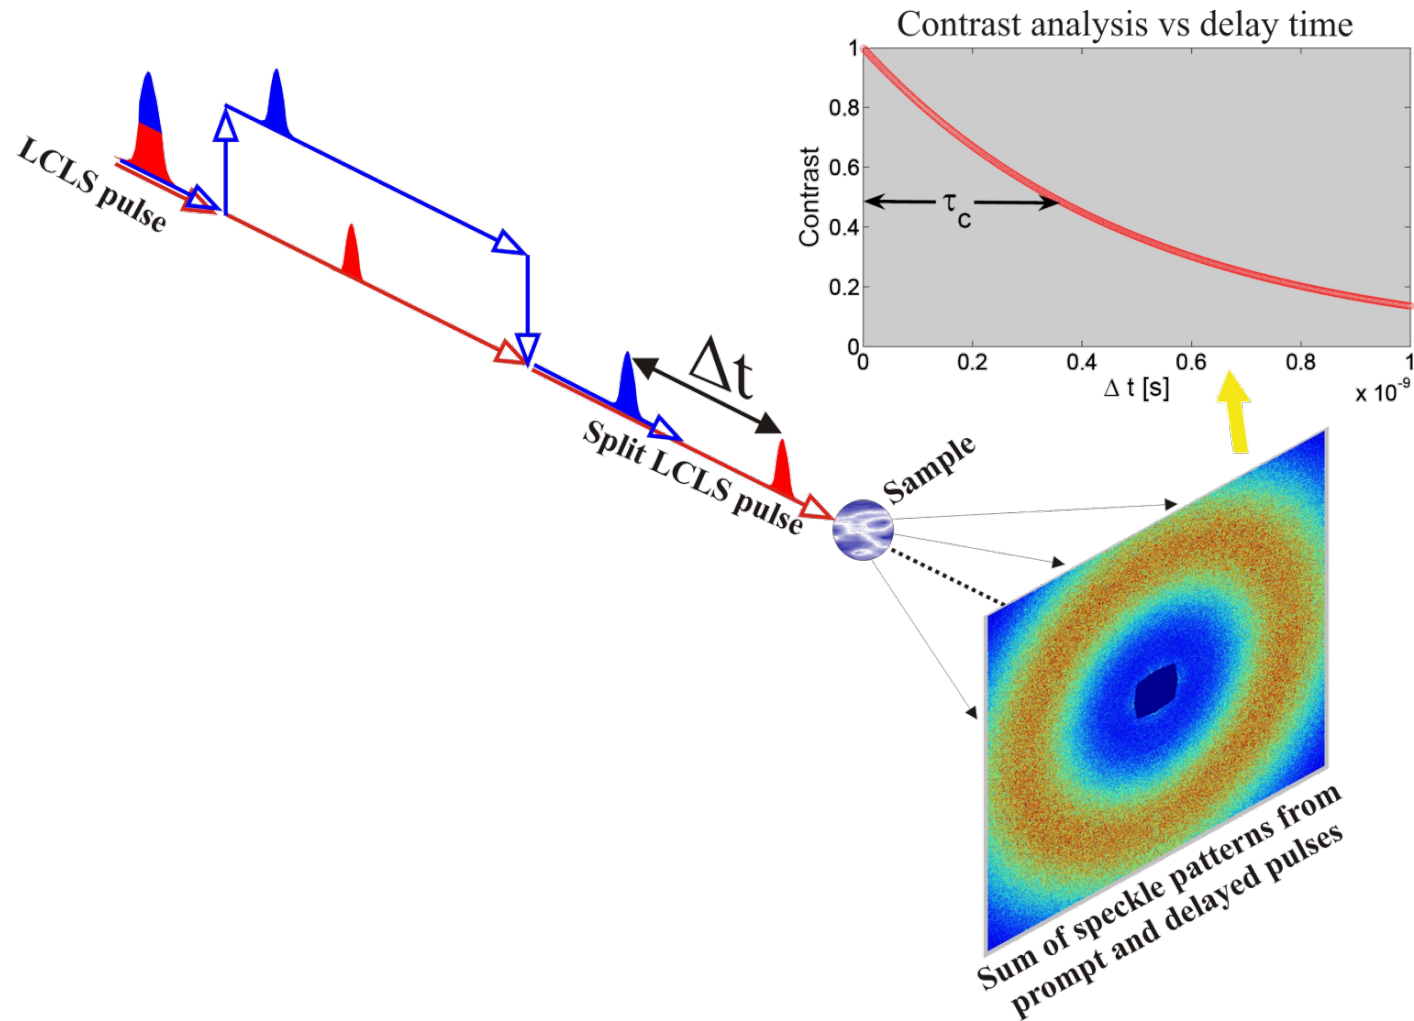 Contrast analysis vs delay time
1
0.8
0.6
0.4
0.2
0
Contrast
τc
0
0.2
0.4
0.6
0.8
1
Δ t [s]
x 10-9
LCLS pulse
Δt
Split LCLS pulse
Sample
Sum of speckle patterns from
prompt and delayed pulses